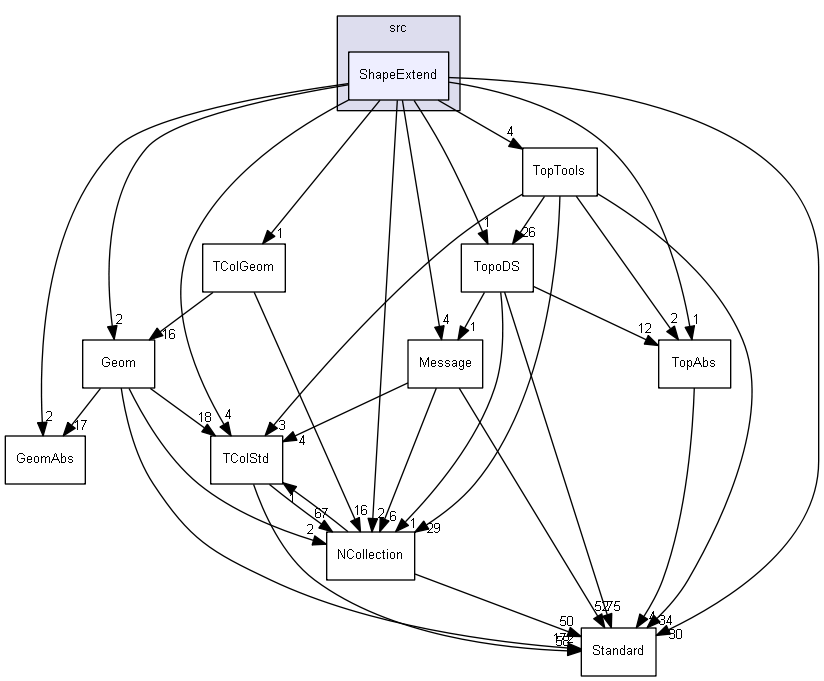 src
ShapeExtend
4
TopTools
1
1
26
TColGeom
TopoDS
2
16
4
1
12
2
1
Geom
Message
TopAbs
2
17
18
4
3
4
GeomAbs
TColStd
1
67
2
16
2
6
1
29
NCollection
50
4
34
30
Standard